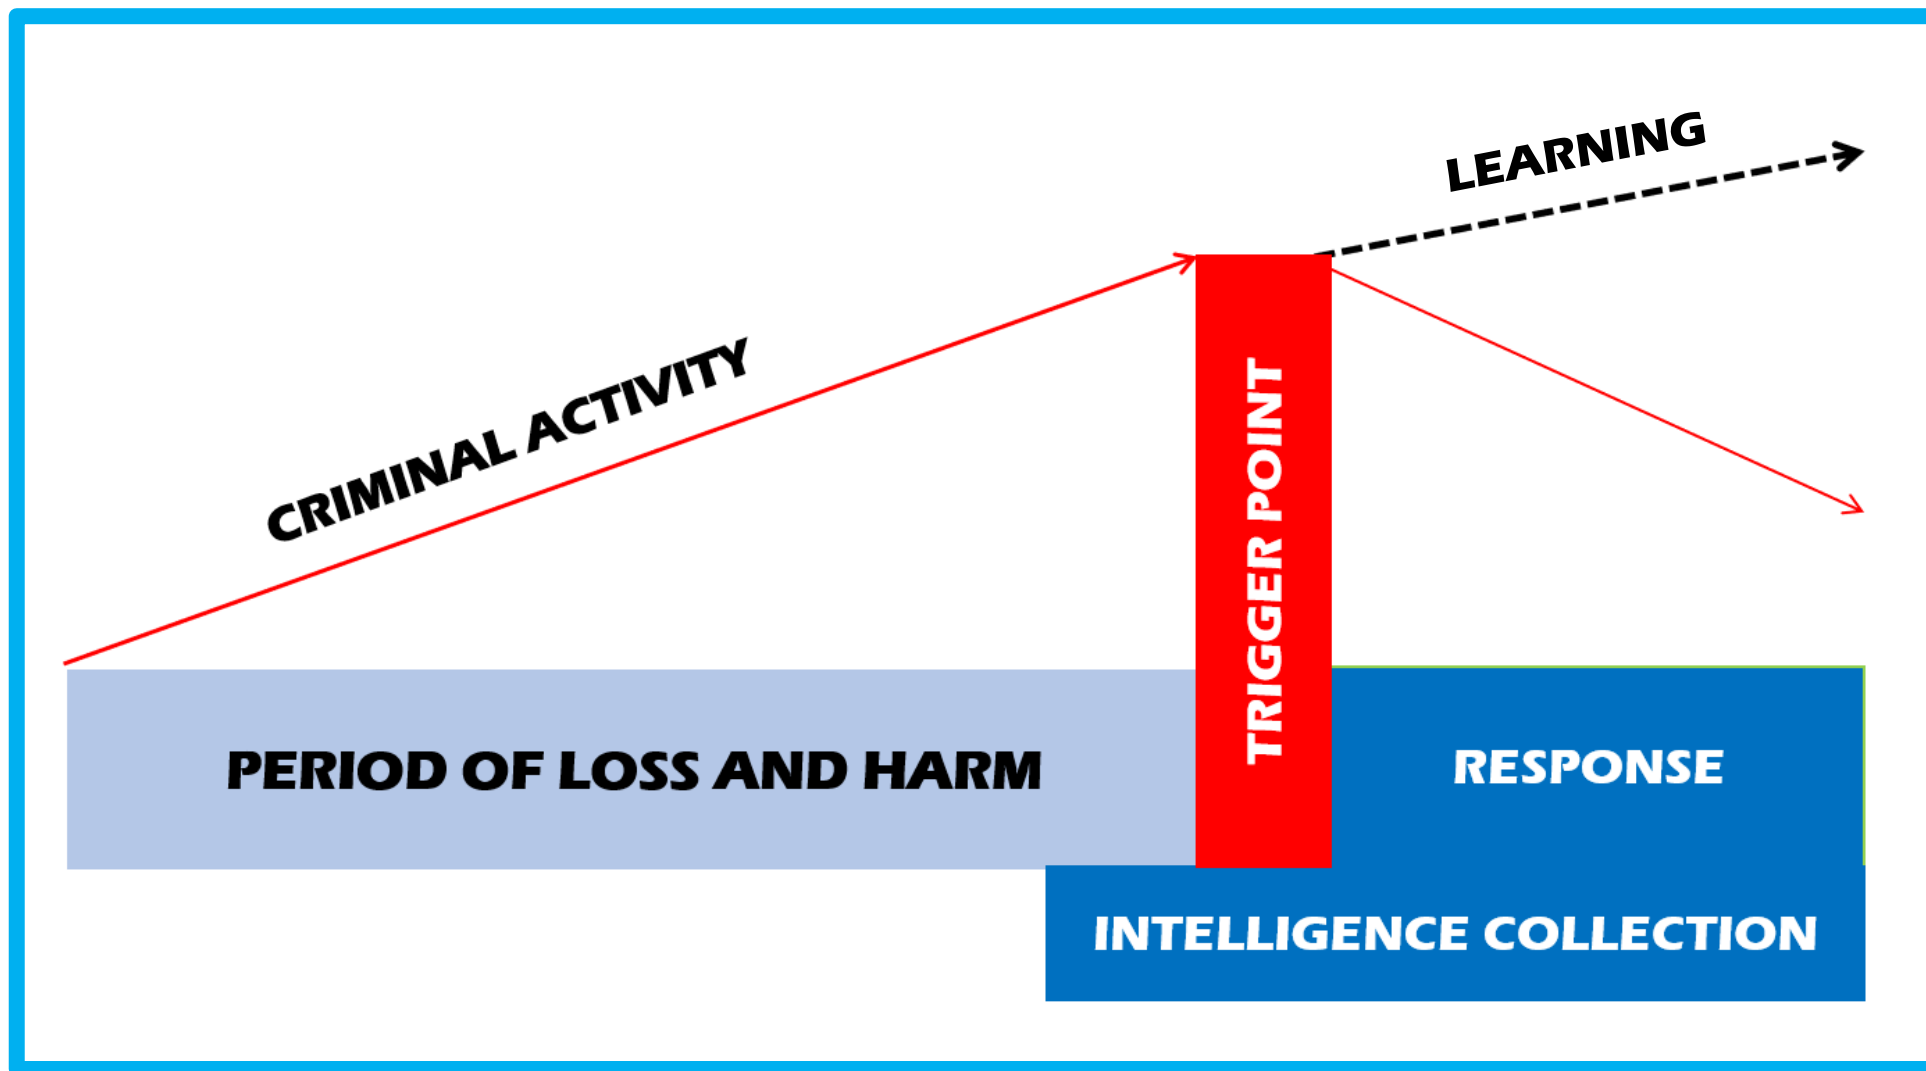 LEARNING
CRIMINAL ACTIVITY
TRIGGER POINT
PERIOD OF LOSS AND HARM
RESPONSE
INTELLIGENCE COLLECTION